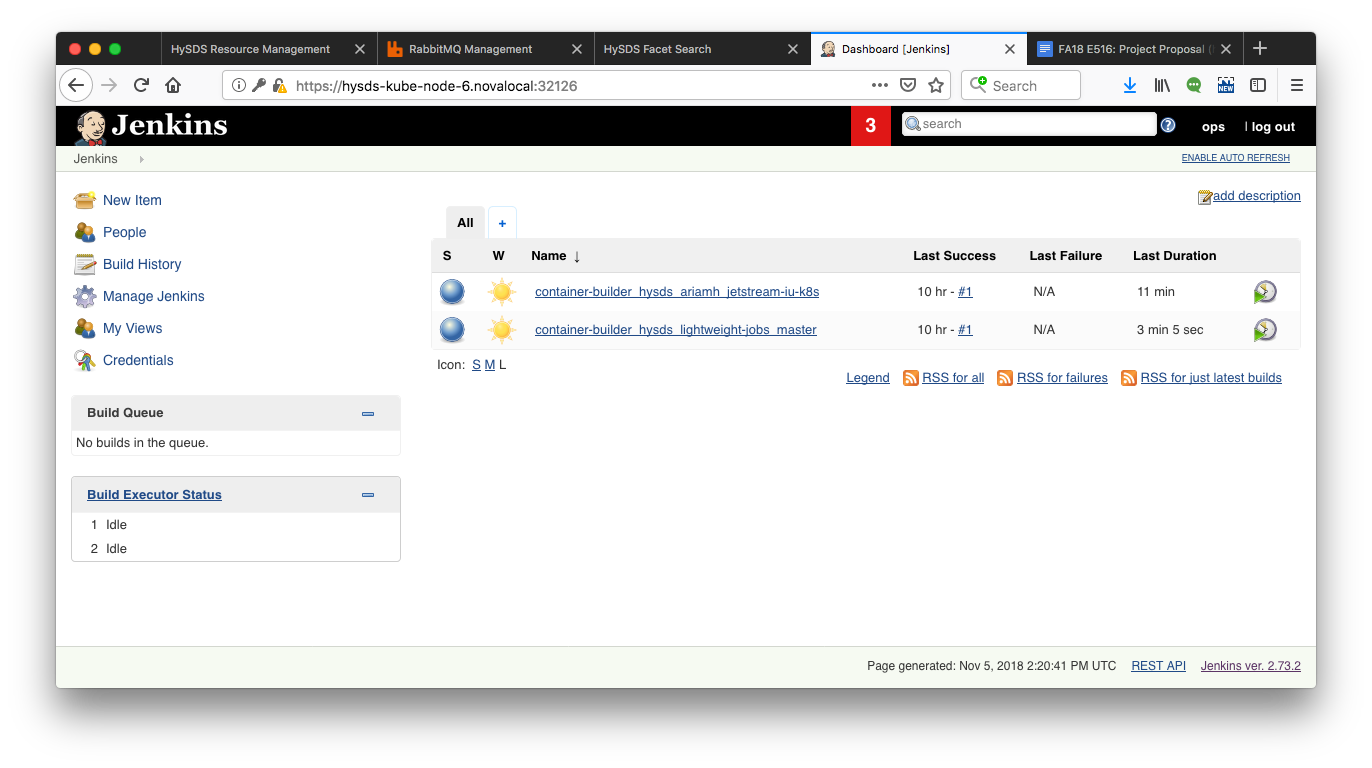 HySDS Resource Management
RabbitMQ Management
HySDS Facet Search
Dashboard [Jenkins]
FA18 E516: Project Proposal
https://hysds-kube-node-6.novalocal:32126
Search
NEW
Jenkins
3
search
ops
| log out
Jenkins
ENABLE AUTO REFRESH
New Item
People
Build History
Manage Jenkins
My Views
Credentials
Build Queue
No builds in the queue.
Build Executor Status
1 Idle
2 Idle
add description
All +
S W Name ↓ Last Success Last Failure Last Duration
container-builder_hysds_ariamh_jetstream-iu-k8s 10 hr - #1 N/A 11 min
container-builder_hysds_lightweight-jobs_master 10 hr - #1 N/A 3 min 5 sec
Icon: S M L
Legend RSS for all RSS for failures RSS for just latest builds
Page generated: Nov 5, 2018 2:20:41 PM UTC REST API Jenkins ver. 2.73.2